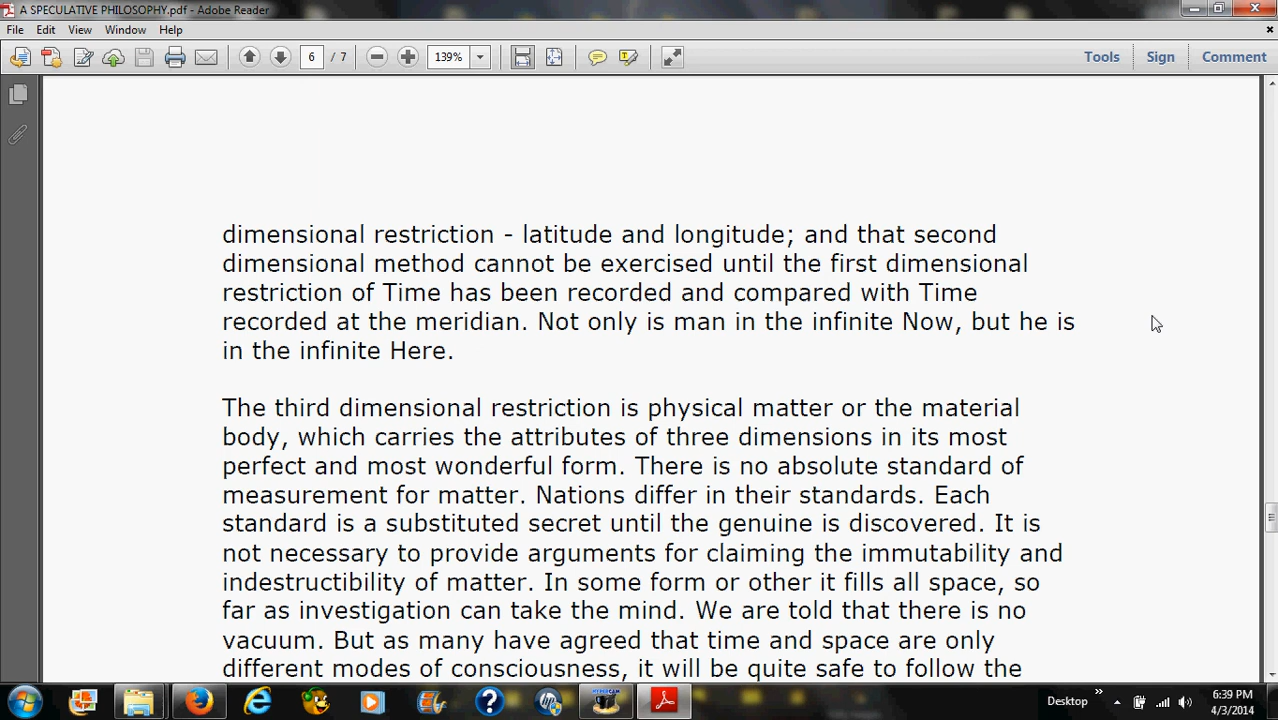 A SPECULATIVE PHILOSOPHY.pdf - Adobe Reader
File Edit View Window Help
6 / 7 139% Tools Sign Comment
dimensional restriction - latitude and longitude; and that second
dimensional method cannot be exercised until the first dimensional
restriction of Time has been recorded and compared with Time
recorded at the meridian. Not only is man in the infinite Now, but he is
in the infinite Here.
The third dimensional restriction is physical matter or the material
body, which carries the attributes of three dimensions in its most
perfect and most wonderful form. There is no absolute standard of
measurement for matter. Nations differ in their standards. Each
standard is a substituted secret until the genuine is discovered. It is
not necessary to provide arguments for claiming the immutability and
indestructibility of matter. In some form or other it fills all space, so
far as investigation can take the mind. We are told that there is no
vacuum. But as many have agreed that time and space are only
different modes of consciousness, it will be quite safe to follow the
Desktop
6:39 PM
4/3/2014